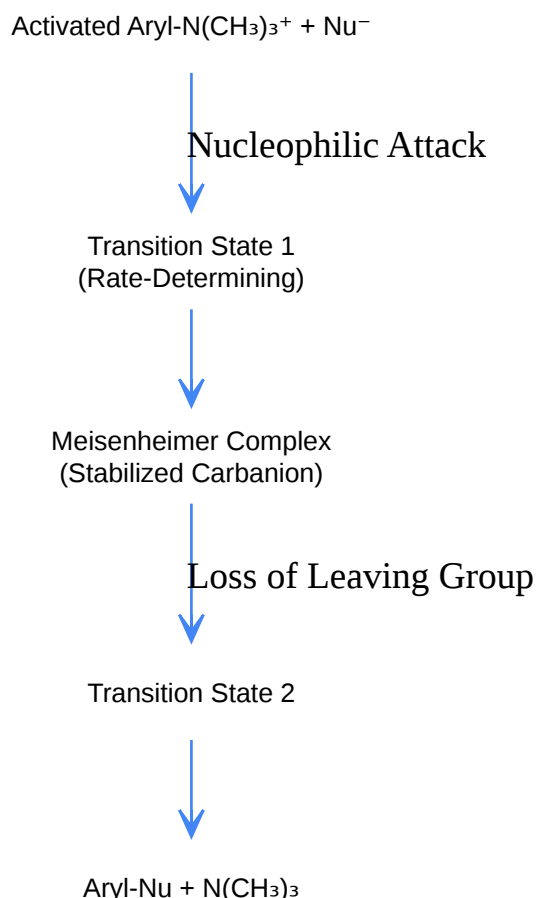 Activated Aryl-N(CH₃)₃⁺ + Nu⁻
Nucleophilic Attack
Transition State 1
(Rate-Determining)
Meisenheimer Complex
(Stabilized Carbanion)
Loss of Leaving Group
Transition State 2
Aryl-Nu + N(CH₃)₃